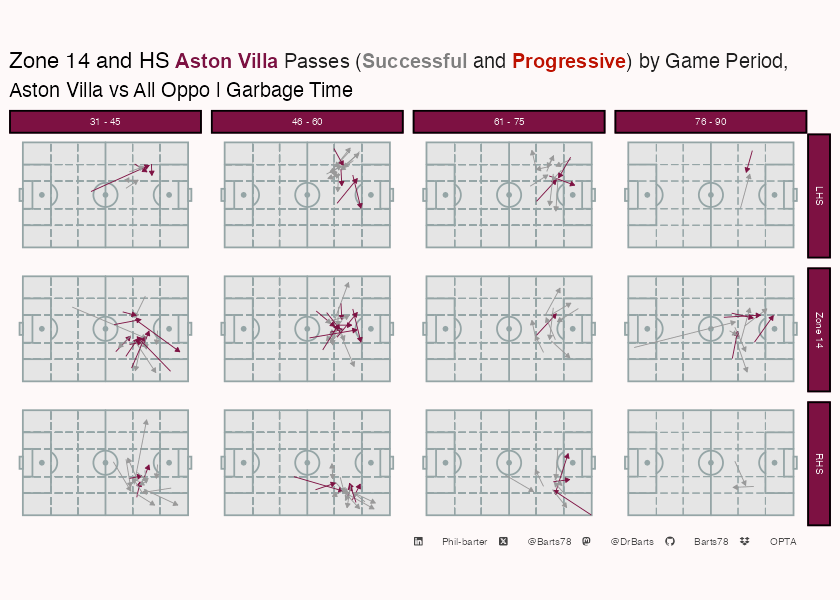 Zone 14 and HS Aston Villa Passes (Successful and Progressive) by Game Period,
Aston Villa vs All Oppo | Garbage Time
31 - 45
46 - 60
61 - 75
76 - 90
LHS
Zone 14
RHS
Phil-barter @Barts78 @DrBarts Barts78 OPTA